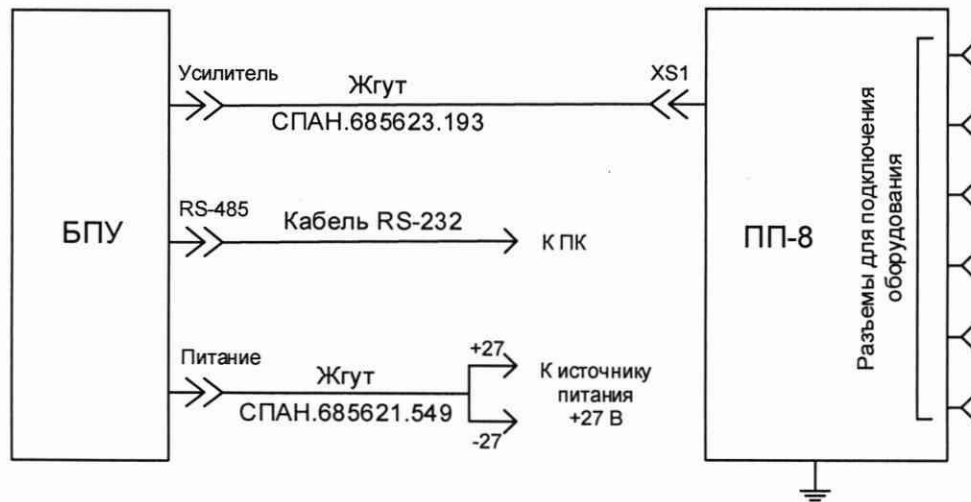 Усилитель
Жгут
СПАН.685623.193
XS1
БПУ
RS-485
Кабель RS-232
К ПК
ПП-8
Разъемы для подключения
оборудования
Питание
Жгут
СПАН.685621.549
+27
-27
К источнику
питания
+27 В